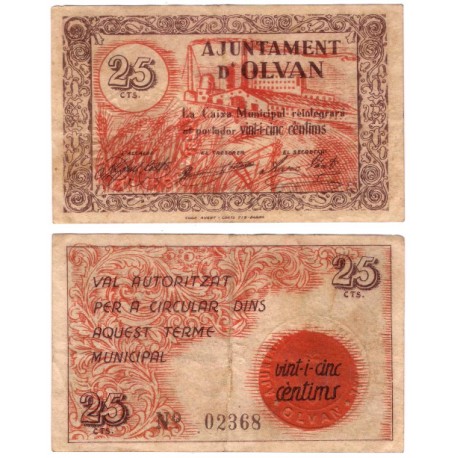 25
CTS.
AJUNTAMENT
D'OLVAN
La Caixa Municipal reintegrarà
al portador vint-i-cinc cèntims
EL TRESORER
EL SECRETARI
VAL AUTORITZAT
PER A CIRCULAR DINS
AQUEST TERME
MUNICIPAL
25
CTS.
vint-i-cinc
cèntims
OLVAN
25
CTS.
Nº 02368